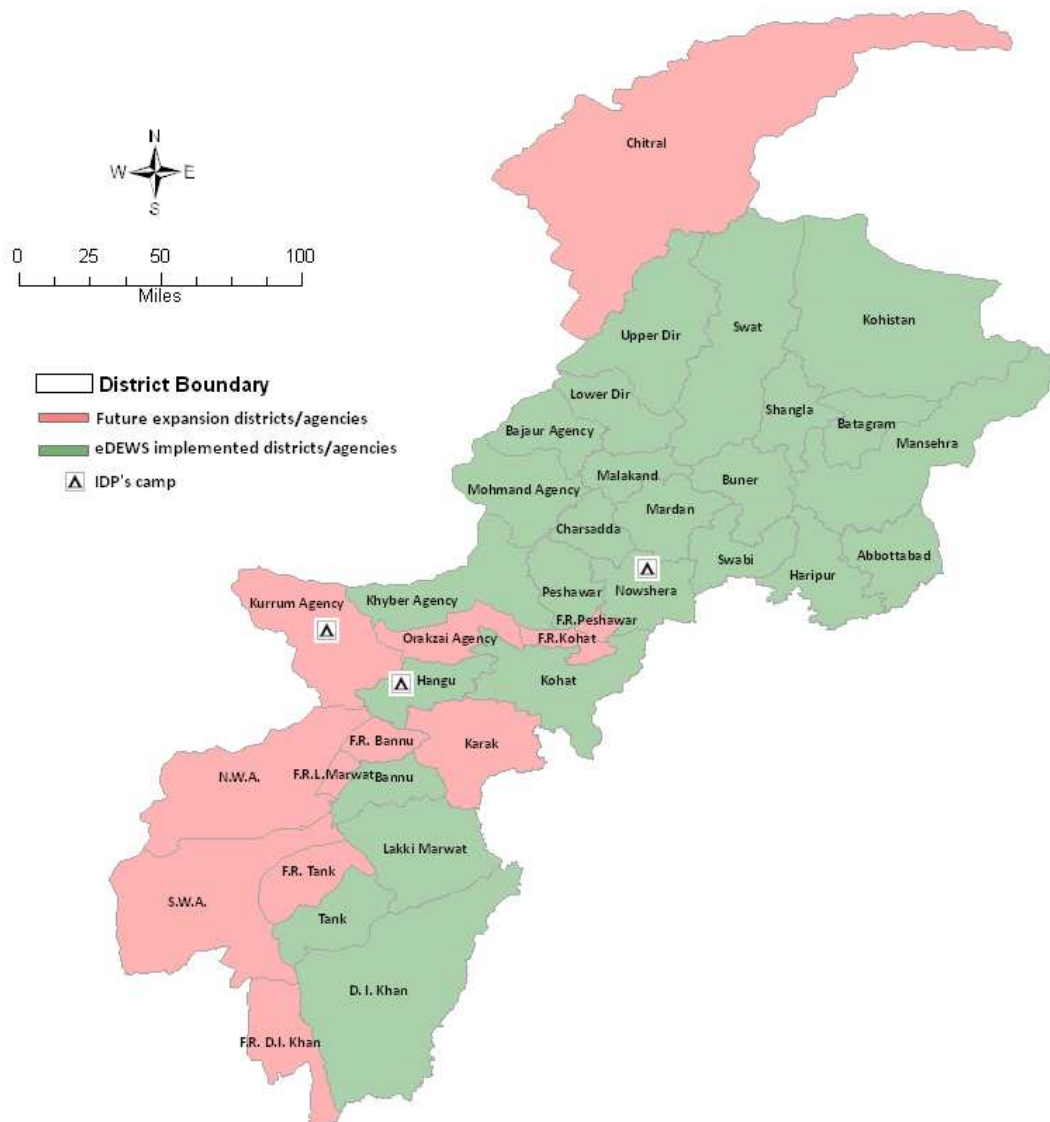 Chitral
N
W E
S
0 25 50 100
Miles
Kohistan
Upper Dir
Swat
District Boundary
Lower Dir
Shangla
Future expansion districts/agencies
Batagram
Bajaur Agency
Mansehra
eDEWS implemented districts/agencies
Malakand
Buner
IDP's camp
Mohmand Agency
Mardan
Charsadda
Abbottabad
Swabi
Haripur
Peshawar
Nowshera
Khyber Agency
Kurrum Agency
F.R.Peshawar
Orakzai Agency
F.R.Kohat
Hangu
Kohat
F.R. Bannu
Karak
N.W.A.
F.R.L.Marwat
Bannu
Lakki Marwat
F.R. Tank
S.W.A.
Tank
D. I. Khan
F.R. D.I. Khan